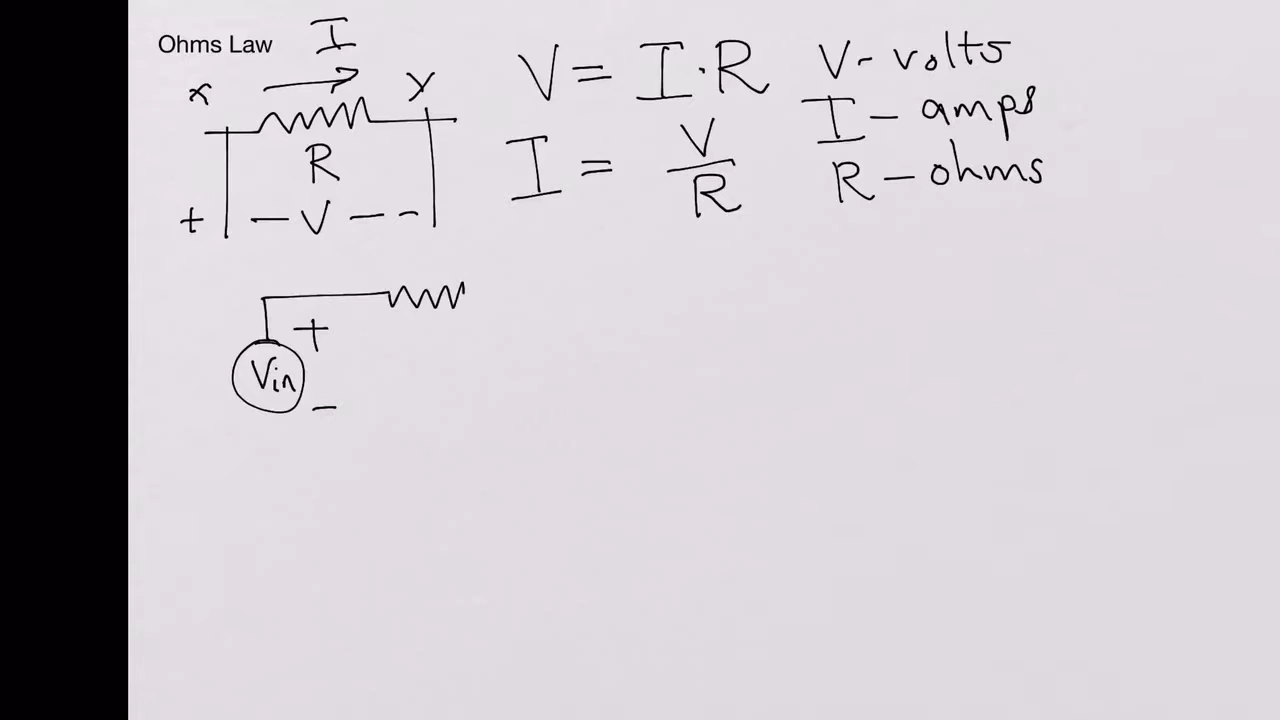 Ohms Law
I
x y
R
+ - V - - -
V = I · R
I = V / R
V - volts
I - amps
R - ohms
+
Vin
-